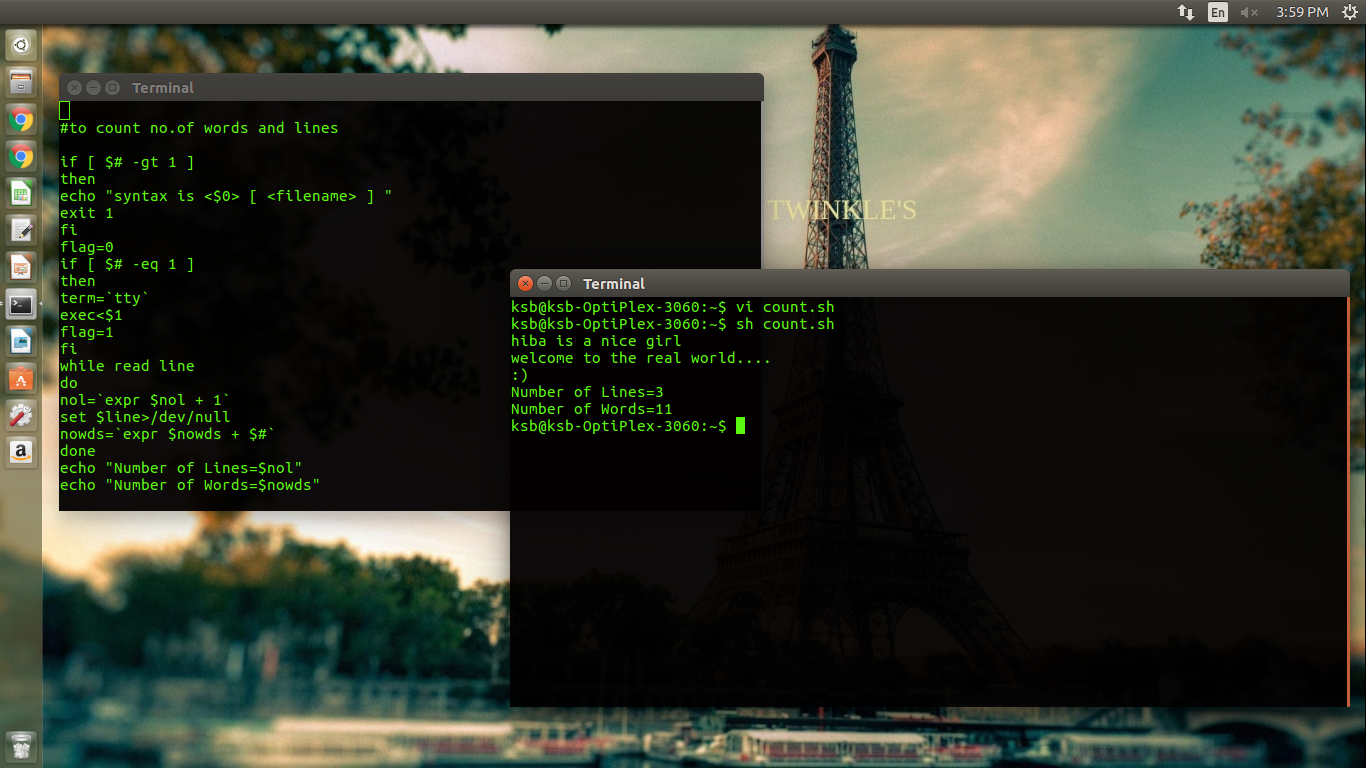 En
3:59 PM
Terminal
#to count no.of words and lines
if [ $# -gt 1 ]
then
echo "syntax is <$0> [ <filename> ] "
exit 1
fi
flag=0
if [ $# -eq 1 ]
then
term=`tty`
exec<$1
flag=1
fi
while read line
do
nol=`expr $nol + 1`
set $line>/dev/null
nowds=`expr $nowds + $#`
done
echo "Number of Lines=$nol"
echo "Number of Words=$nowds"
TWINKLE'S
Terminal
ksb@ksb-OptiPlex-3060:~$ vi count.sh
ksb@ksb-OptiPlex-3060:~$ sh count.sh
hiba is a nice girl
welcome to the real world....
:)
Number of Lines=3
Number of Words=11
ksb@ksb-OptiPlex-3060:~$
a